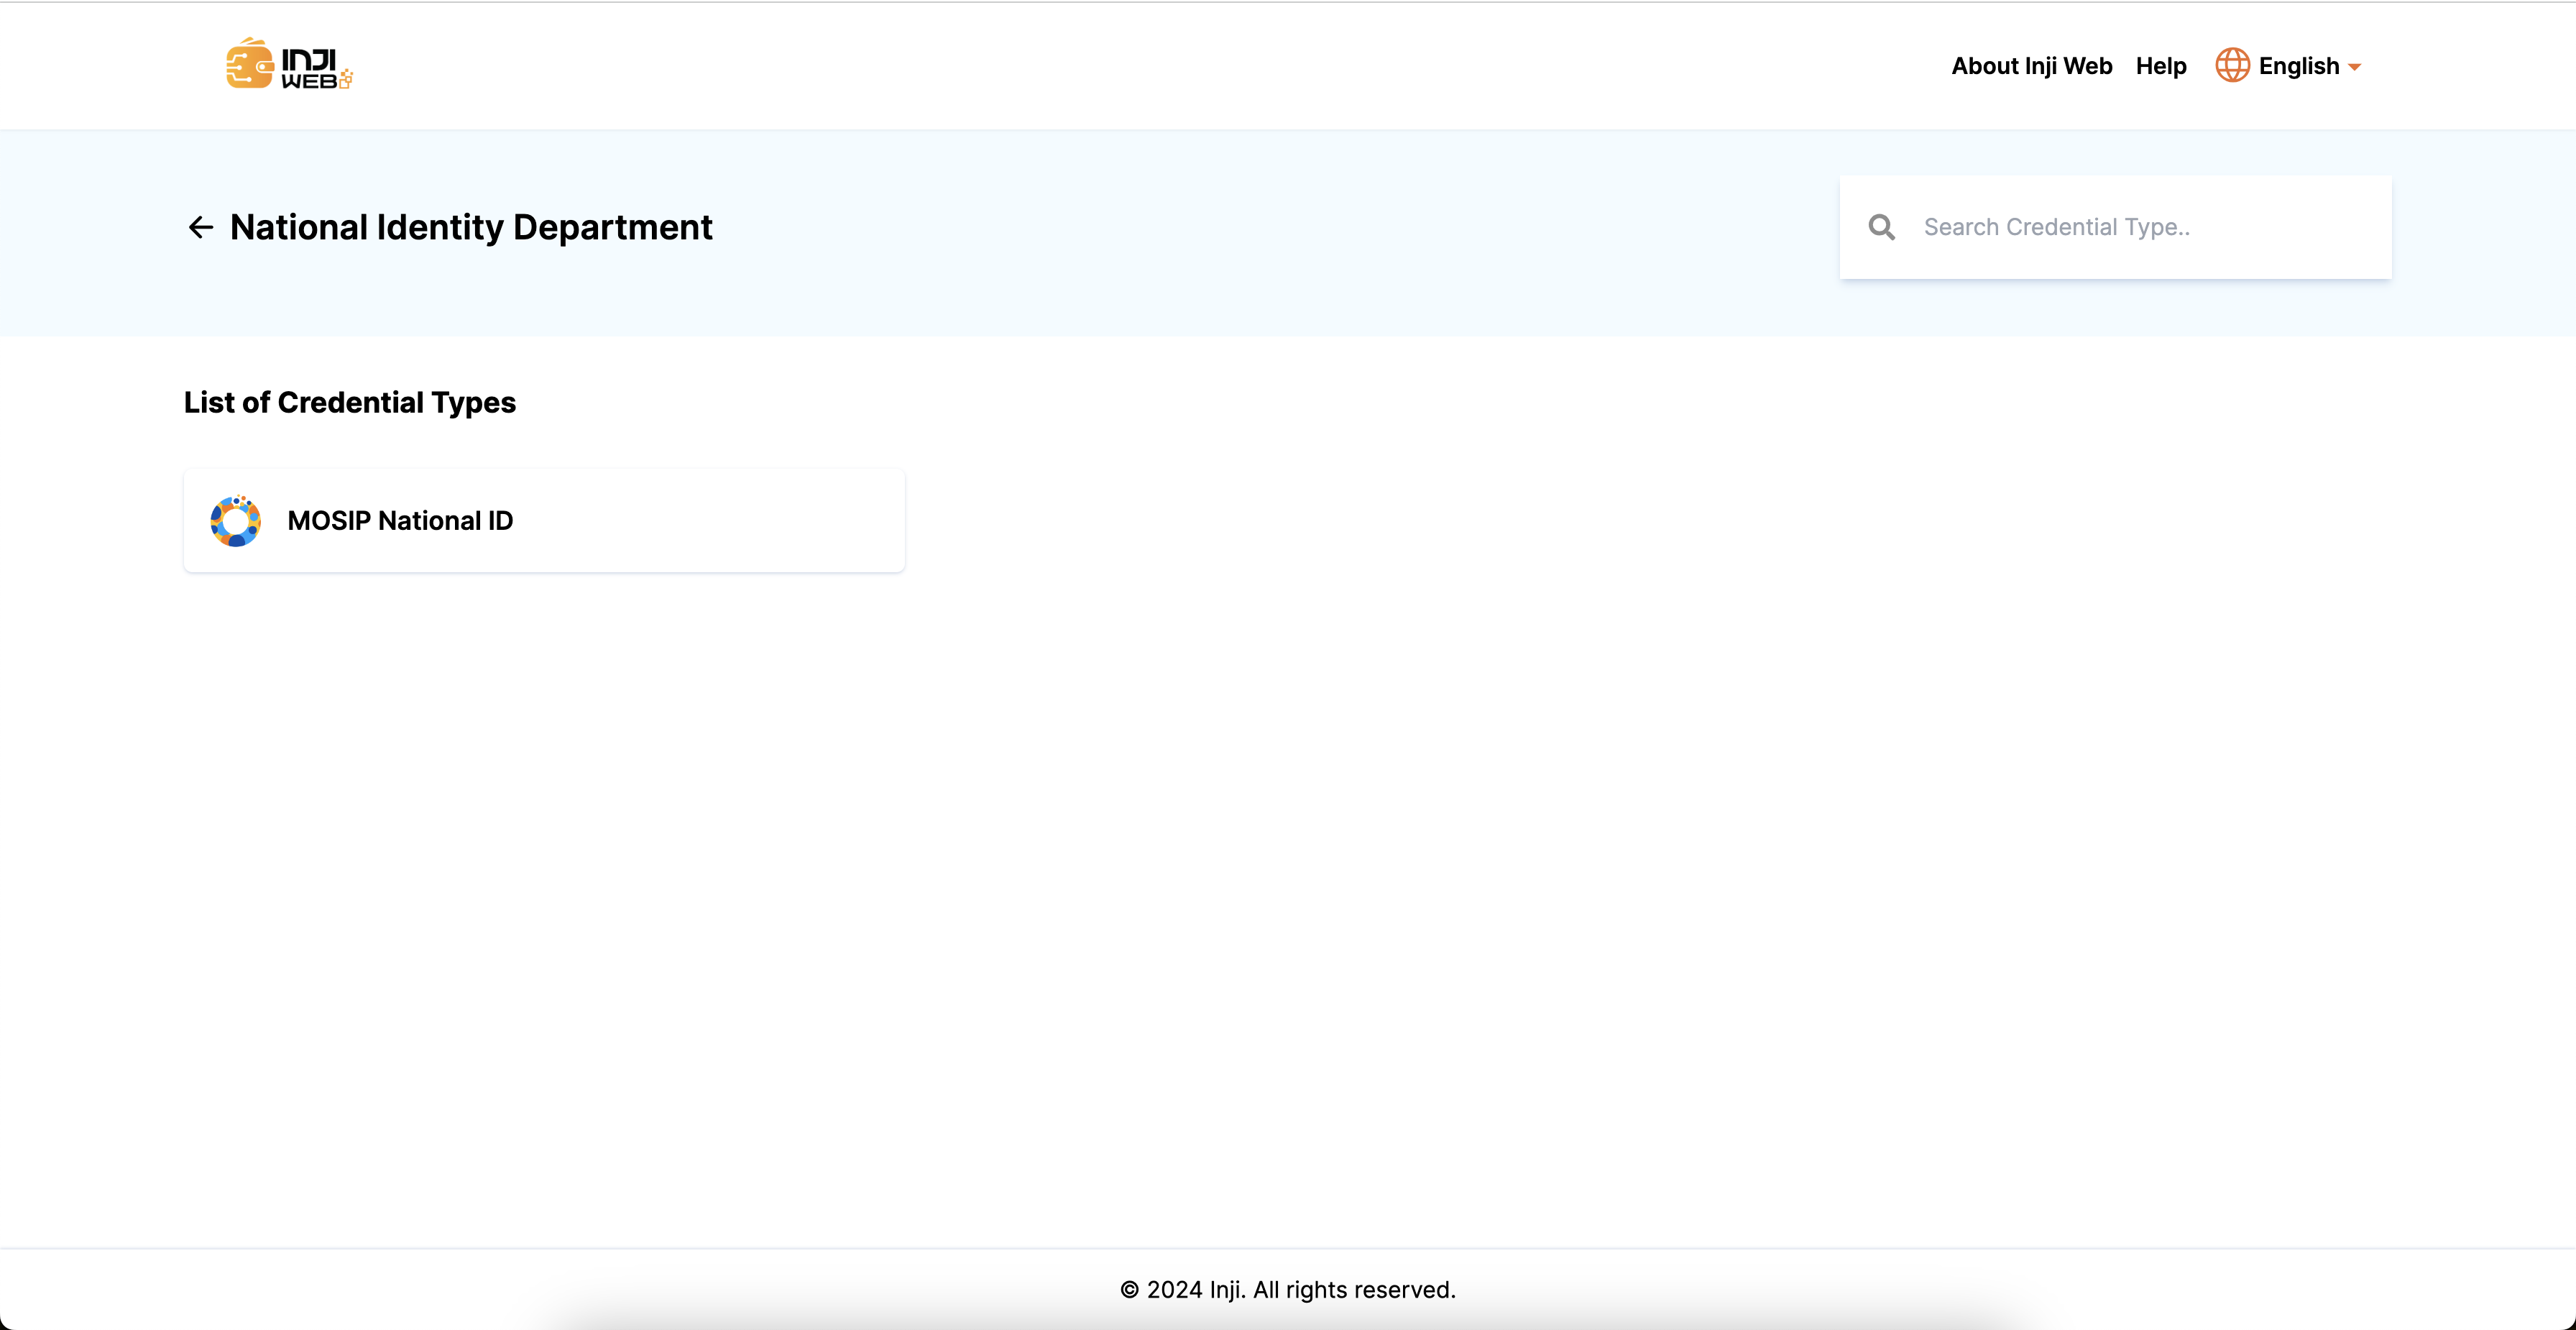 INJI
WEB
About Inji Web Help English
National Identity Department
Search Credential Type..
List of Credential Types
MOSIP National ID
© 2024 Inji. All rights reserved.